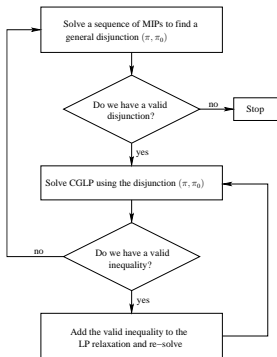 Solve a sequence of MIPs to find a
general disjunction (π, π₀)
Do we have a valid
disjunction?
no
Stop
yes
Solve CGLP using the disjunction (π, π₀)
no
Do we have a valid
inequality?
yes
Add the valid inequality to the
LP relaxation and re−solve